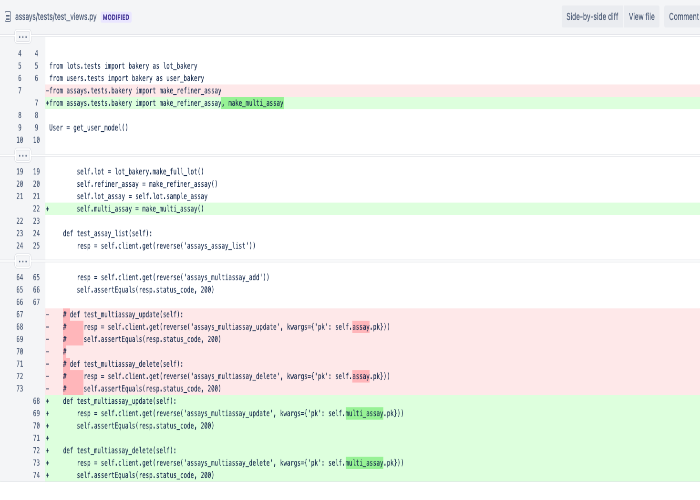 assays/tests/test_views.py MODIFIED Side-by-side diff View file Comment
...
4 4
5 5 from lots.tests import bakery as lot_bakery
6 6 from users.tests import bakery as user_bakery
7 -from assays.tests.bakery import make_refiner_assay
7 +from assays.tests.bakery import make_refiner_assay, make_multi_assay
8 8
9 9 User = get_user_model()
10 10
...
19 19 self.lot = lot_bakery.make_full_lot()
20 20 self.refiner_assay = make_refiner_assay()
21 21 self.lot_assay = self.lot.sample_assay
22 + self.multi_assay = make_multi_assay()
22 23
23 24 def test_assay_list(self):
24 25 resp = self.client.get(reverse('assays_assay_list'))
...
64 65 resp = self.client.get(reverse('assays_multiassay_add'))
65 66 self.assertEquals(resp.status_code, 200)
66 67
67 - # def test_multiassay_update(self):
68 - # resp = self.client.get(reverse('assays_multiassay_update', kwargs={'pk': self.assay.pk}))
69 - # self.assertEquals(resp.status_code, 200)
70 - #
71 - # def test_multiassay_delete(self):
72 - # resp = self.client.get(reverse('assays_multiassay_delete', kwargs={'pk': self.assay.pk}))
73 - # self.assertEquals(resp.status_code, 200)
68 + def test_multiassay_update(self):
69 + resp = self.client.get(reverse('assays_multiassay_update', kwargs={'pk': self.multi_assay.pk}))
70 + self.assertEquals(resp.status_code, 200)
71 +
72 + def test_multiassay_delete(self):
73 + resp = self.client.get(reverse('assays_multiassay_delete', kwargs={'pk': self.multi_assay.pk}))
74 + self.assertEquals(resp.status_code, 200)